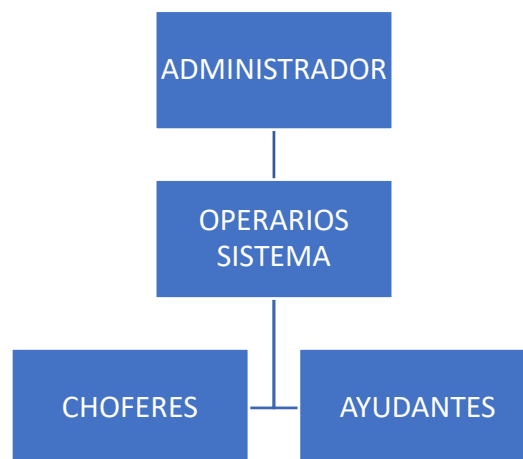 ADMINISTRADOR
OPERARIOS
SISTEMA
CHOFERES
AYUDANTES